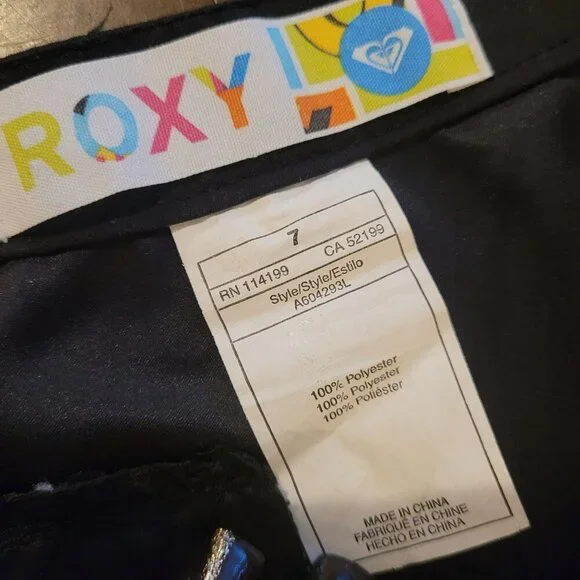 ROXY
7
RN 114199 CA 52199
Style/Style/Estilo
A604293L
100% Polyester
100% Polyester
100% Poliéster
MADE IN CHINA
FABRIQUÉ EN CHINE
HECHO EN CHINA